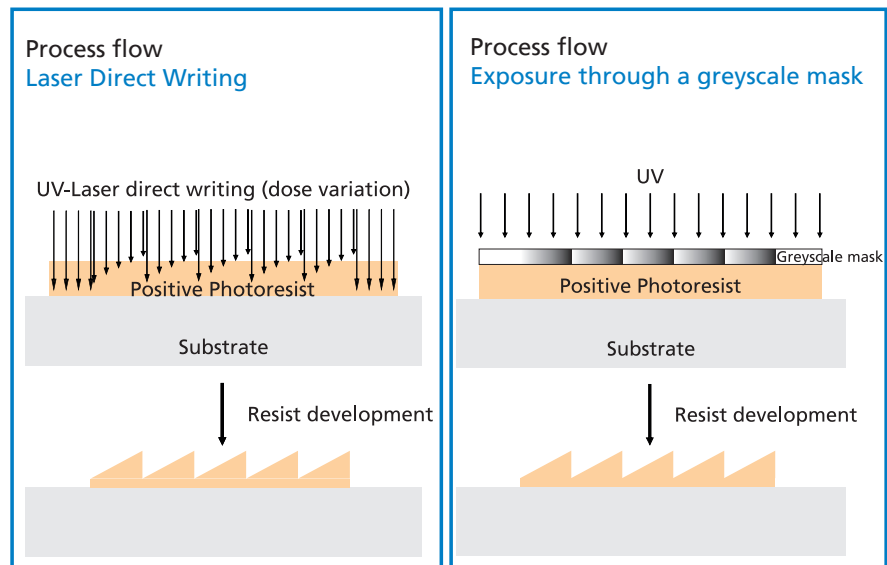 Process flow
Laser Direct Writing
UV-Laser direct writing (dose variation)
Positive Photoresist
Substrate
Resist development
Process flow
Exposure through a greyscale mask
UV
Greyscale mask
Positive Photoresist
Substrate
Resist development